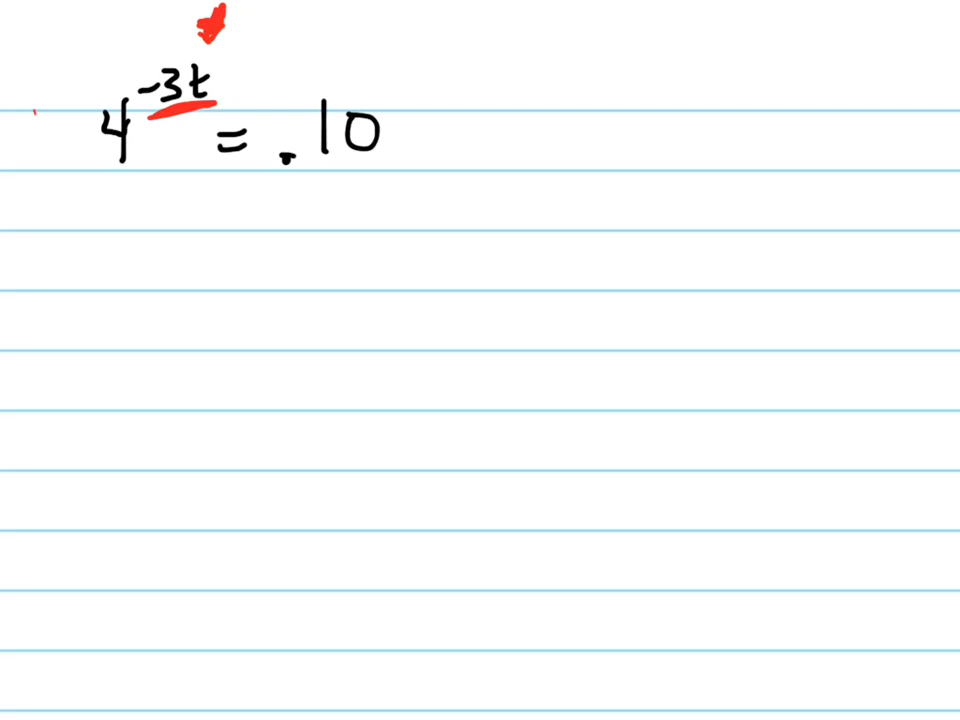 4^{-3t} = .10